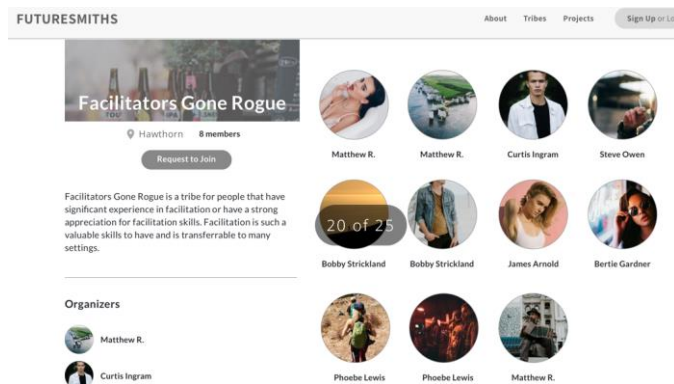 FUTURESMITHS
About Tribes Projects Sign Up or Lo
Facilitators Gone Rogue
Hawthorn 8 members
Request to Join
Facilitators Gone Rogue is a tribe for people that have
significant experience in facilitation or have a strong
appreciation for facilitation skills. Facilitation is such a
valuable skills to have and is transferrable to many
settings.
Organizers
Matthew R.
Curtis Ingram
Matthew R. Matthew R. Curtis Ingram Steve Owen
20 of 25
Bobby Strickland Bobby Strickland James Arnold Bertie Gardner
Phoebe Lewis Phoebe Lewis Matthew R.